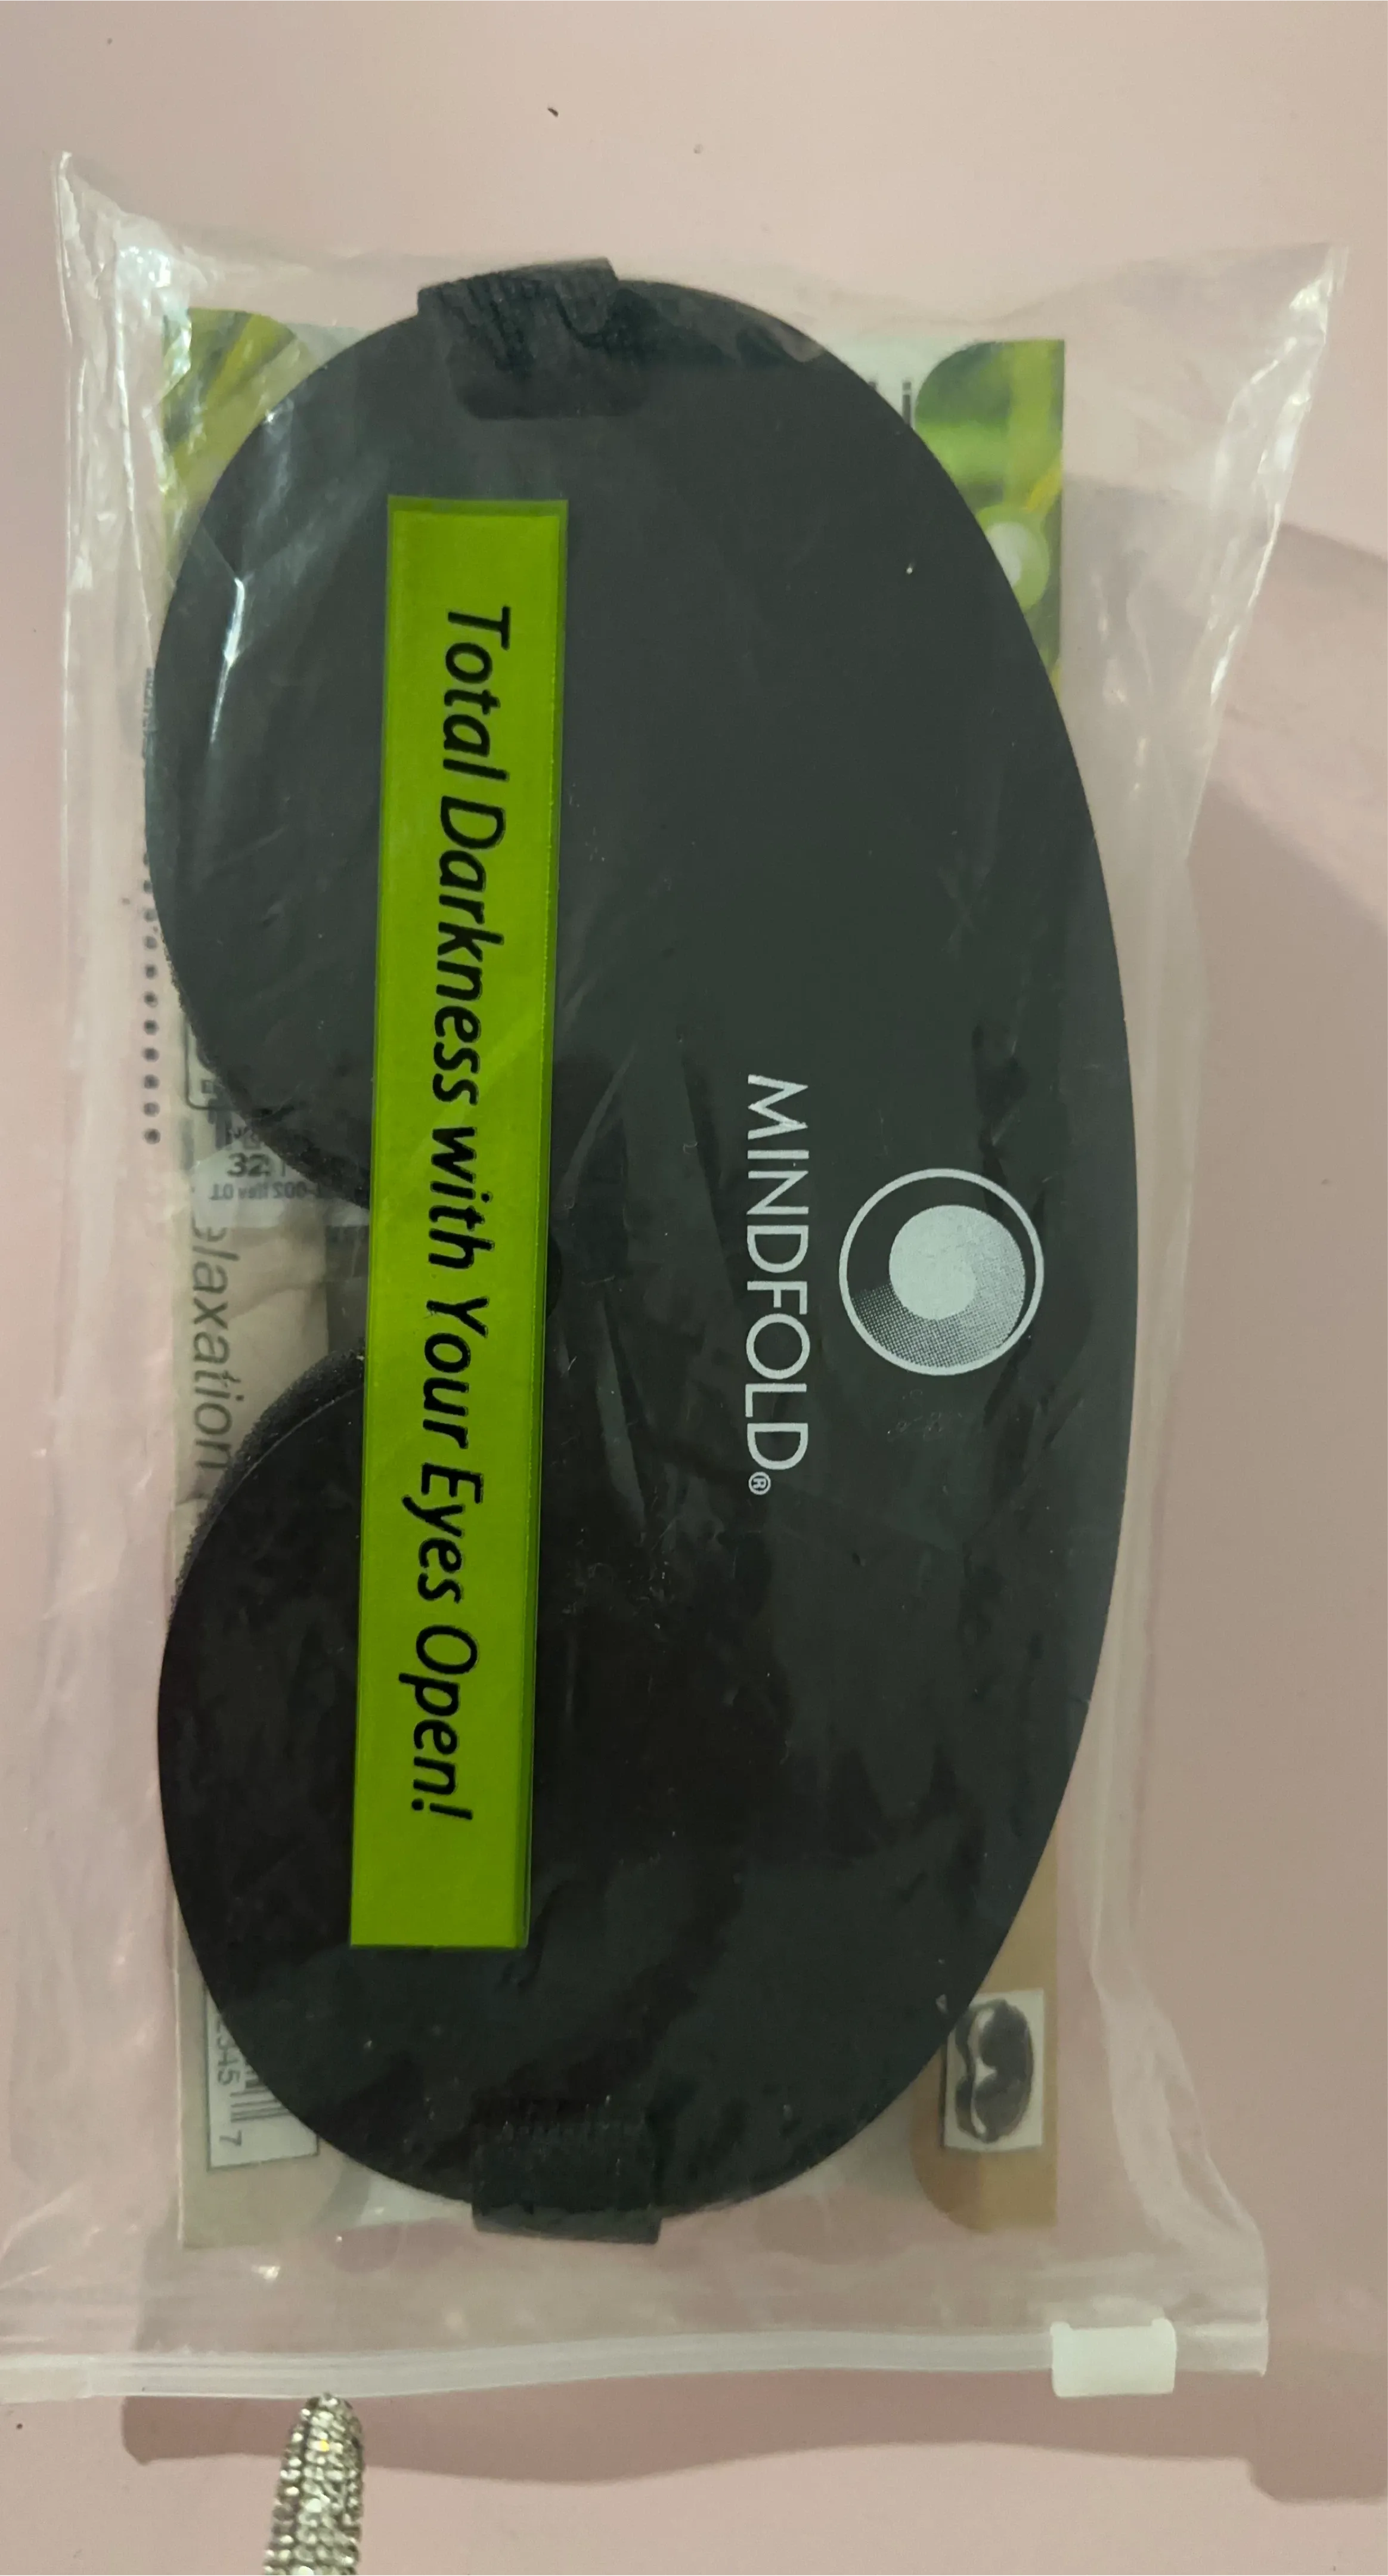 MINDFOLD®
Total Darkness with Your Eyes Open!